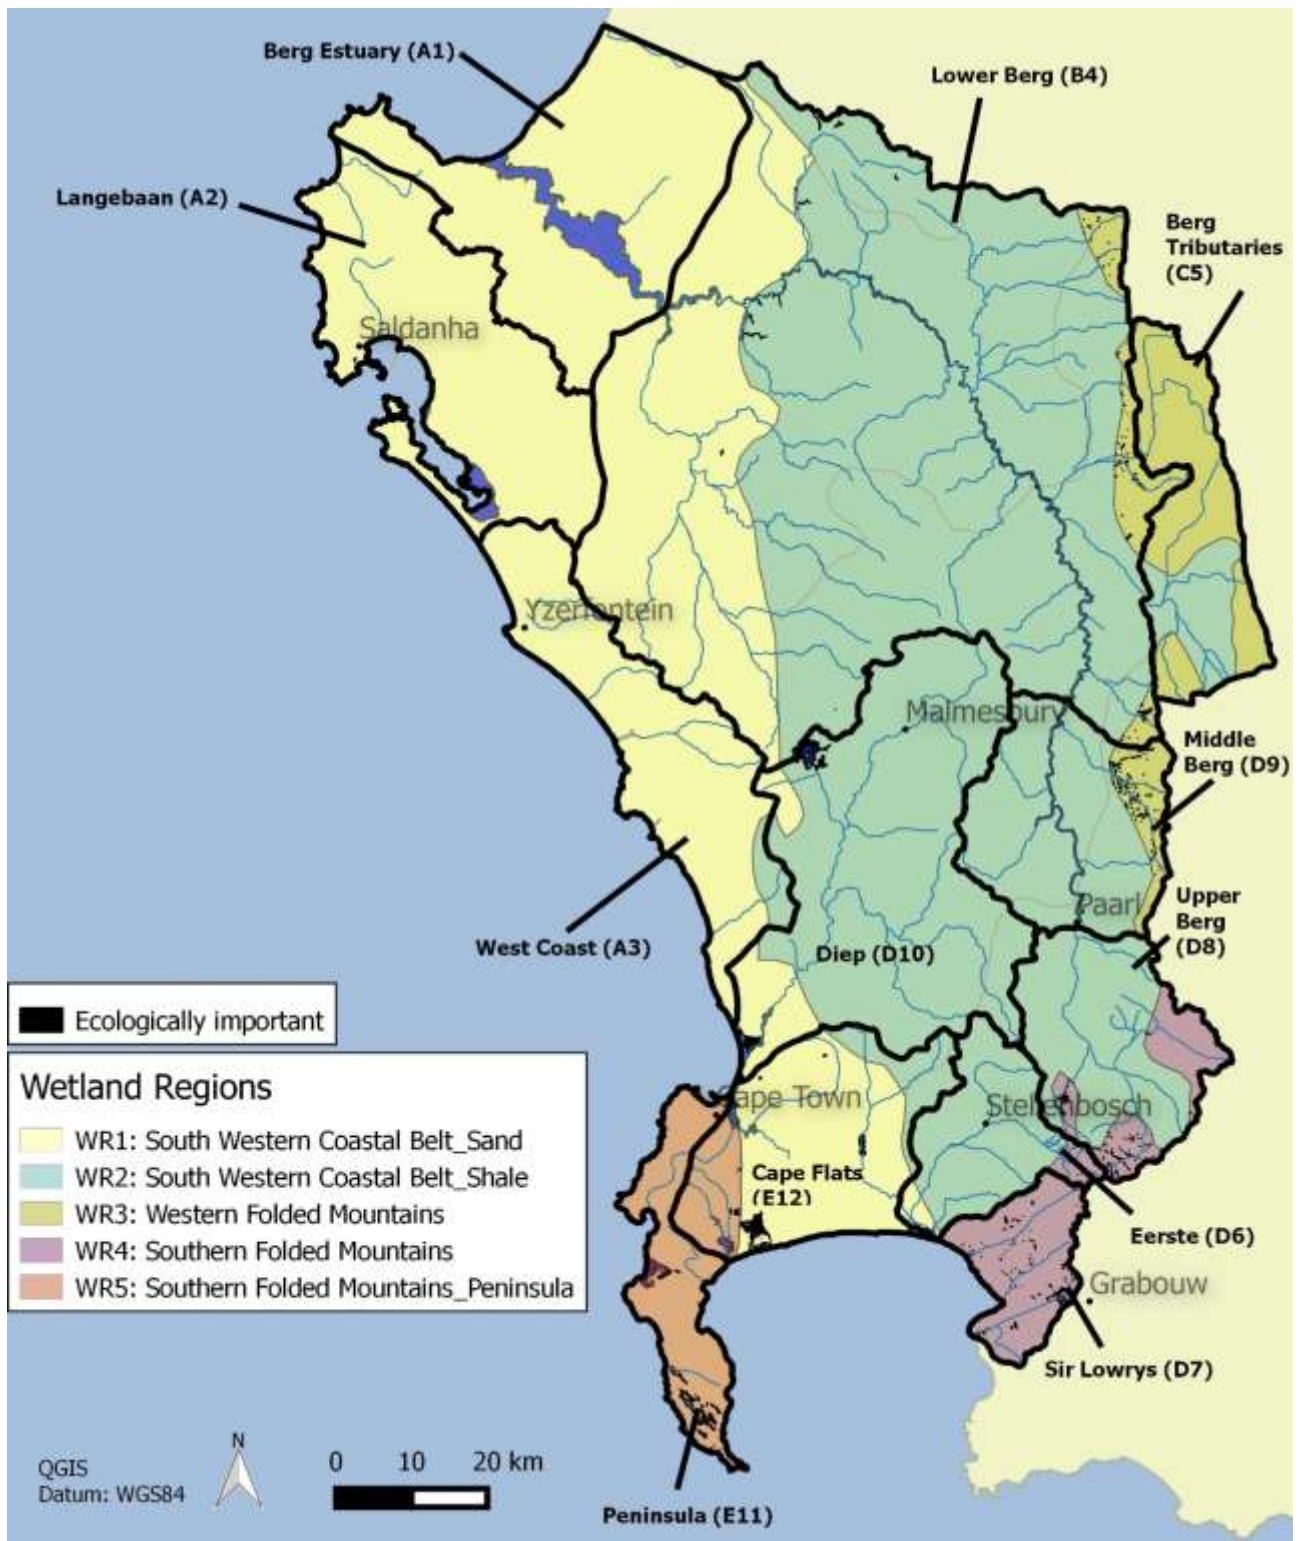 Berg Estuary (A1)
Lower Berg (B4)
Langebaan (A2)
Berg
Tributaries
(C5)
Saldanha
Yzerfontein
Malmesbury
Middle
Berg (D9)
Paarl
Upper
Berg
(D8)
West Coast (A3)
Diep (D10)
Ecologically important
Wetland Regions
WR1: South Western Coastal Belt_Sand
WR2: South Western Coastal Belt_Shale
WR3: Western Folded Mountains
WR4: Southern Folded Mountains
WR5: Southern Folded Mountains_Peninsula
Cape Town
Stellenbosch
Cape Flats
(E12)
Eerste (D6)
Grabouw
Sir Lowrys (D7)
N
QGIS
Datum: WGS84
0 10 20 km
Peninsula (E11)